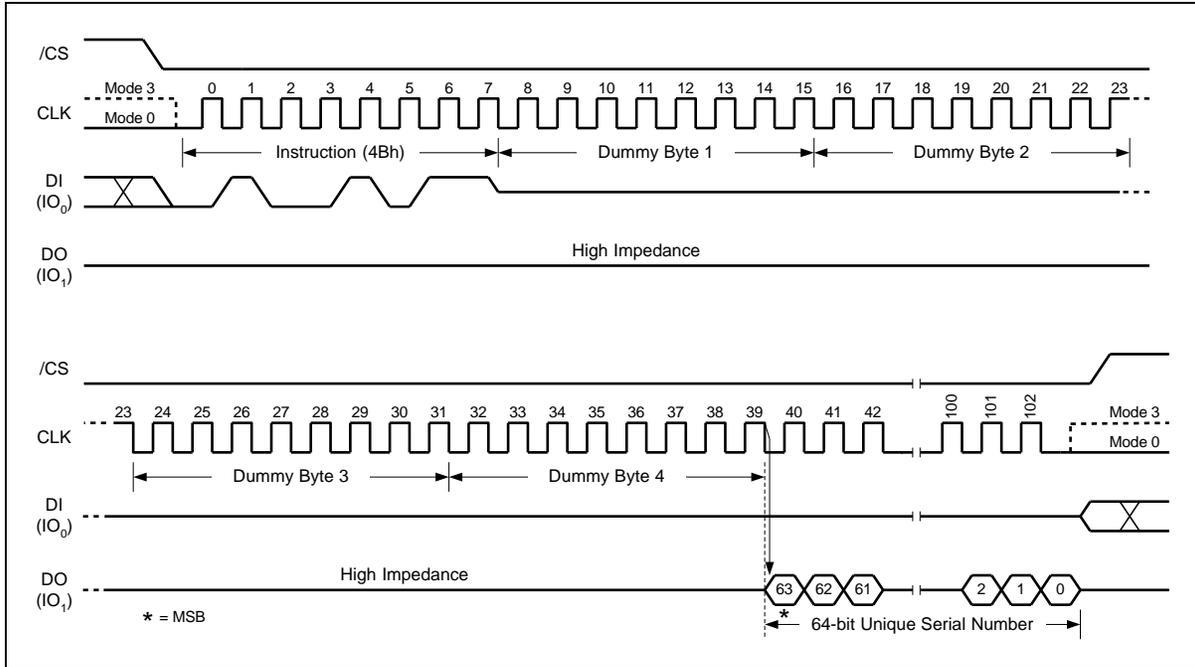 /CS
Mode 3
0 1 2 3 4 5 6 7 8 9 10 11 12 13 14 15 16 17 18 19 20 21 22 23
CLK
Mode 0
Instruction (4Bh) Dummy Byte 1 Dummy Byte 2
DI
(IO0)
High Impedance
DO
(IO1)
/CS
23 24 25 26 27 28 29 30 31 32 33 34 35 36 37 38 39 40 41 42 100 101 102 Mode 3
CLK
Mode 0
Dummy Byte 3 Dummy Byte 4
DI
(IO0)
High Impedance
DO
(IO1)
63 62 61 2 1 0
* = MSB
* 64-bit Unique Serial Number